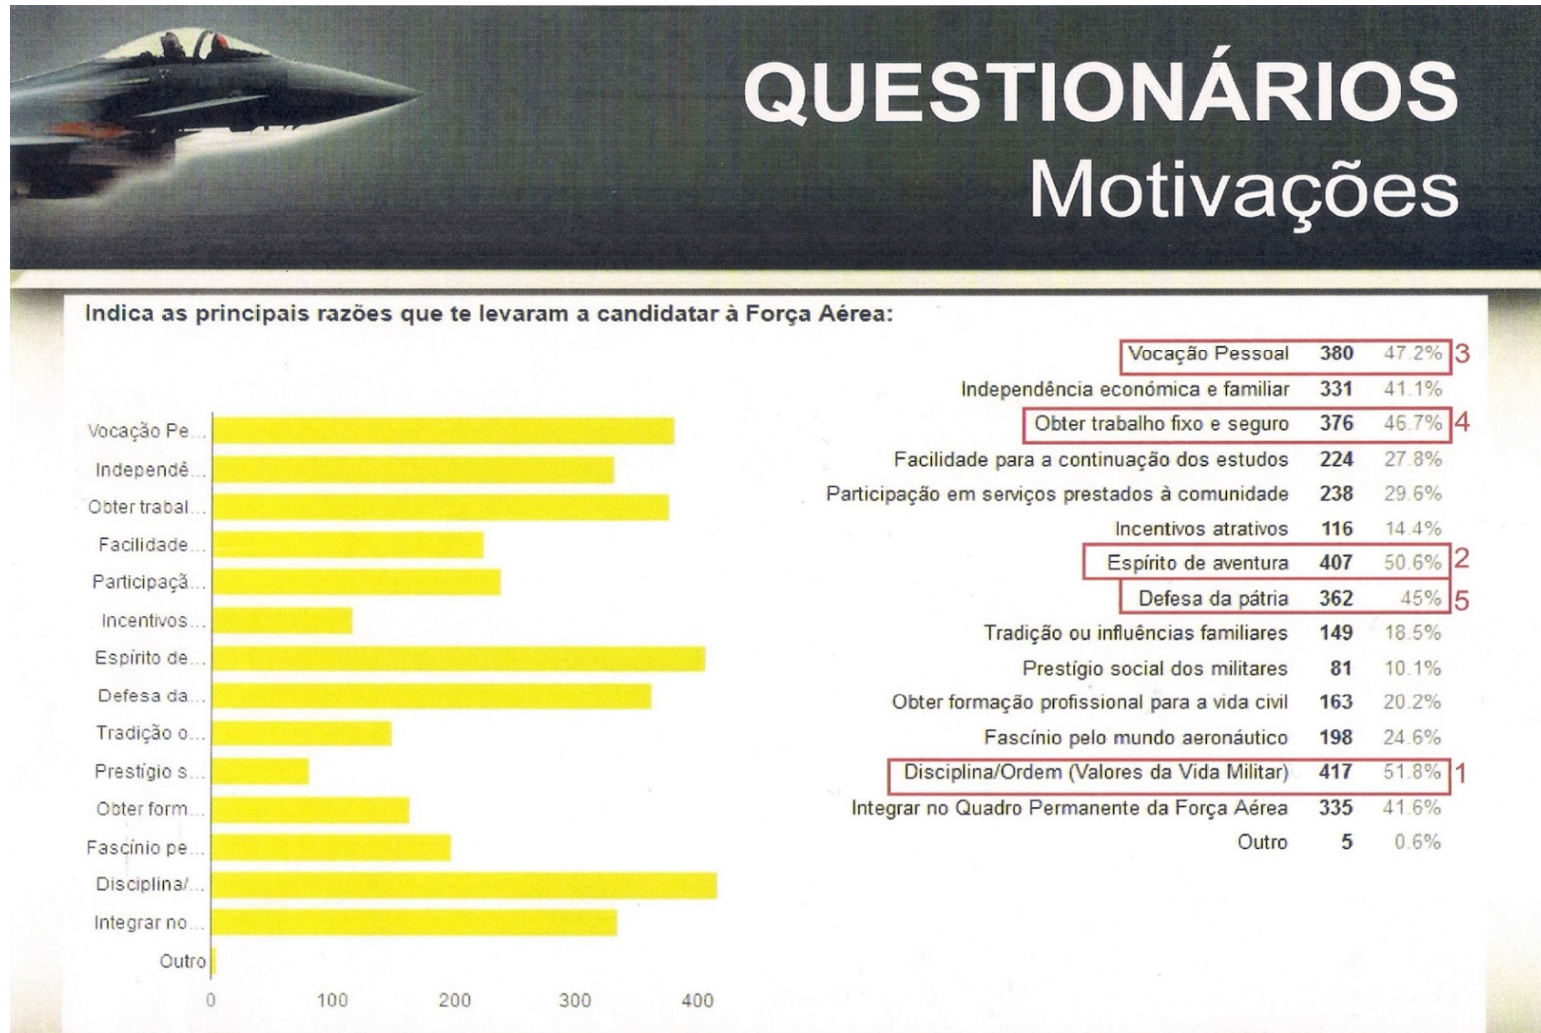 QUESTIONÁRIOS
Motivações
Indica as principais razões que te levaram a candidatar à Força Aérea:
Vocação Pe...
Independê...
Obter trabal...
Facilidade...
Participaçã...
Incentivos...
Espírito de...
Defesa da...
Tradição o...
Prestígio s...
Obter form...
Fascínio pe...
Disciplina/...
Integrar no...
Outro
0 100 200 300 400
Vocação Pessoal 380 47.2% 3
Independência económica e familiar 331 41.1%
Obter trabalho fixo e seguro 376 46.7% 4
Facilidade para a continuação dos estudos 224 27.8%
Participação em serviços prestados à comunidade 238 29.6%
Incentivos atrativos 116 14.4%
Espírito de aventura 407 50.6% 2
Defesa da pátria 362 45% 5
Tradição ou influências familiares 149 18.5%
Prestígio social dos militares 81 10.1%
Obter formação profissional para a vida civil 163 20.2%
Fascínio pelo mundo aeronáutico 198 24.6%
Disciplina/Ordem (Valores da Vida Militar) 417 51.8% 1
Integrar no Quadro Permanente da Força Aérea 335 41.6%
Outro 5 0.6%